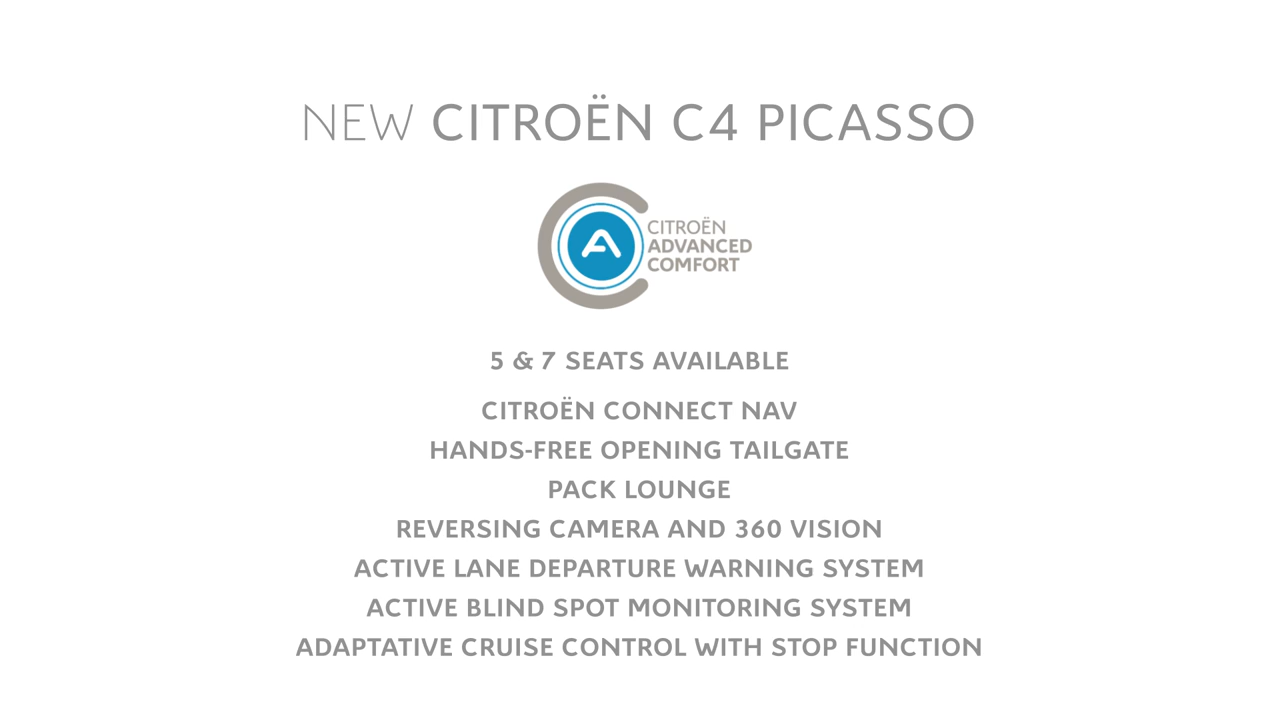 NEW CITROËN C4 PICASSO
CITROËN
ADVANCED
COMFORT
5 & 7 SEATS AVAILABLE
CITROËN CONNECT NAV
HANDS-FREE OPENING TAILGATE
PACK LOUNGE
REVERSING CAMERA AND 360 VISION
ACTIVE LANE DEPARTURE WARNING SYSTEM
ACTIVE BLIND SPOT MONITORING SYSTEM
ADAPTATIVE CRUISE CONTROL WITH STOP FUNCTION